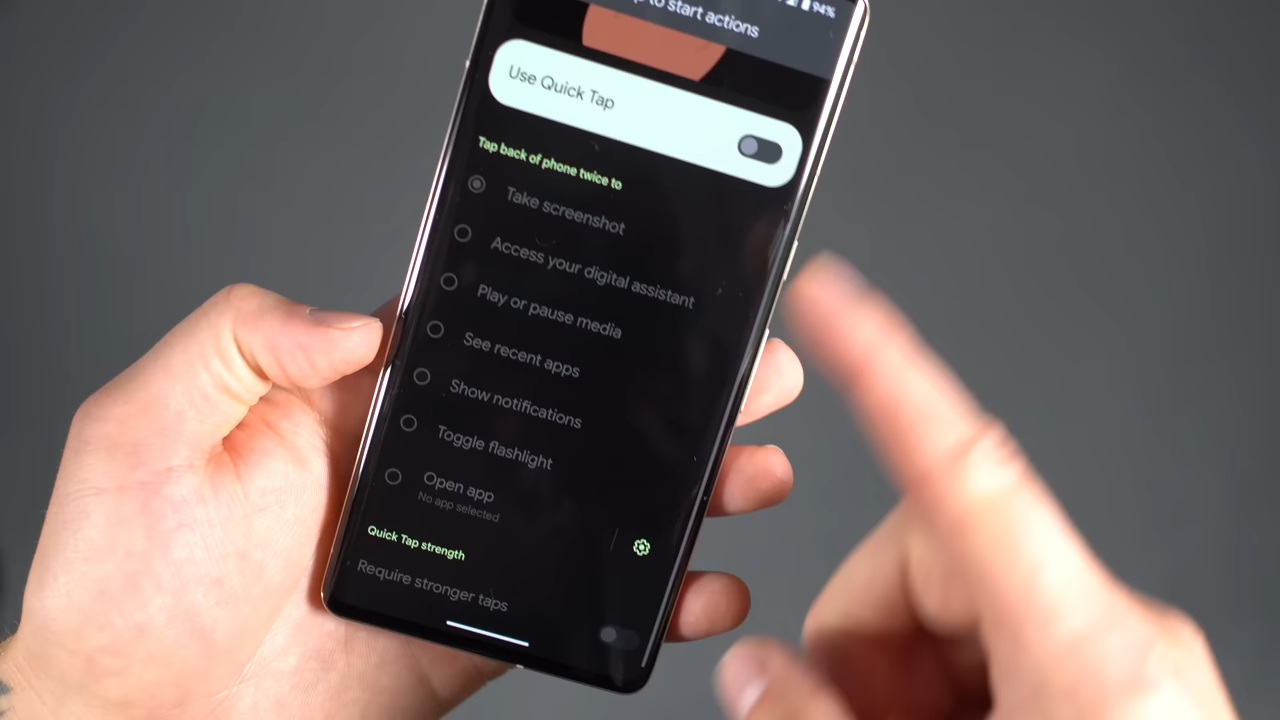 94%
to start actions
Use Quick Tap
Tap back of phone twice to
Take screenshot
Access your digital assistant
Play or pause media
See recent apps
Show notifications
Toggle flashlight
Open app
No app selected
Quick Tap strength
Require stronger taps